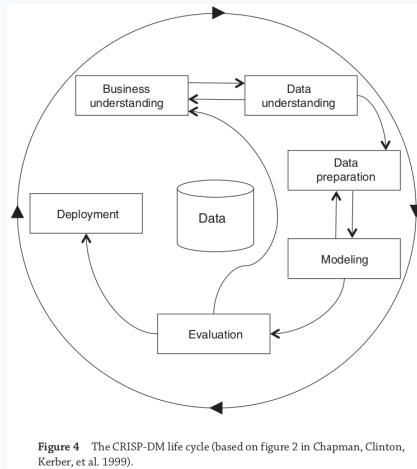 Business
understanding
Data
understanding
Data
preparation
Deployment
Data
Modeling
Evaluation
Figure 4 The CRISP-DM life cycle (based on figure 2 in Chapman, Clinton,
Kerber, et al. 1999).